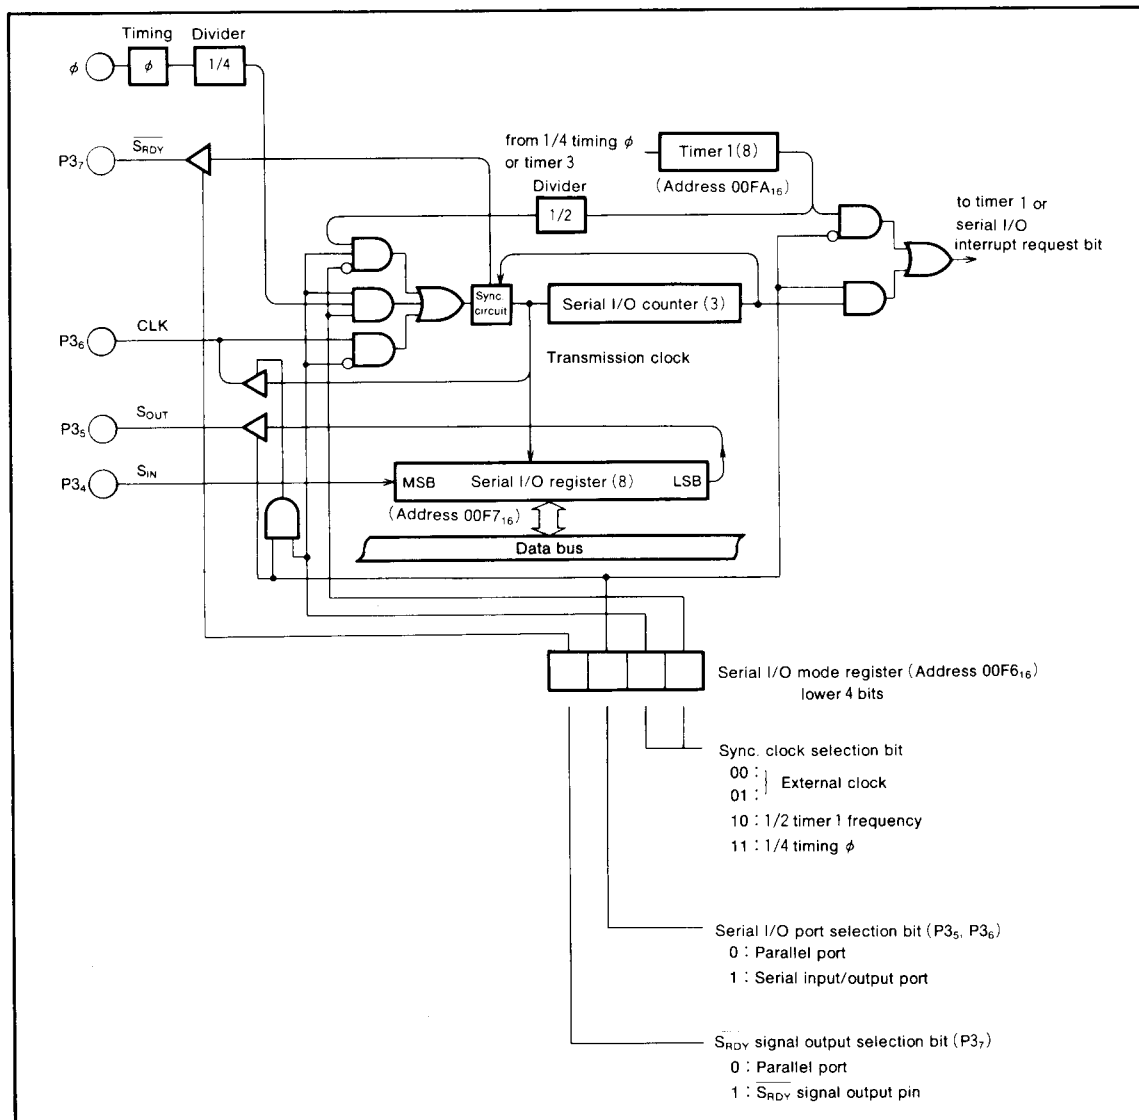 Timing Divider
ϕ ϕ 1/4
P3₇ S̅R̅D̅Y̅
from 1/4 timing ϕ
or timer 3
Timer 1(8)
(Address 00FA₁₆)
Divider
1/2
to timer 1 or
serial I/O
interrupt request bit
Sync.
circuit
Serial I/O counter (3)
P3₆ CLK
Transmission clock
P3₅ S_OUT
P3₄ S_IN
MSB Serial I/O register (8) LSB
(Address 00F7₁₆)
Data bus
Serial I/O mode register (Address 00F6₁₆)
lower 4 bits
Sync. clock selection bit
00 :
01 :
External clock
10 : 1/2 timer 1 frequency
11 : 1/4 timing ϕ
Serial I/O port selection bit (P3₅, P3₆)
0 : Parallel port
1 : Serial input/output port
S̅R̅D̅Y̅ signal output selection bit (P3₇)
0 : Parallel port
1 : S̅R̅D̅Y̅ signal output pin